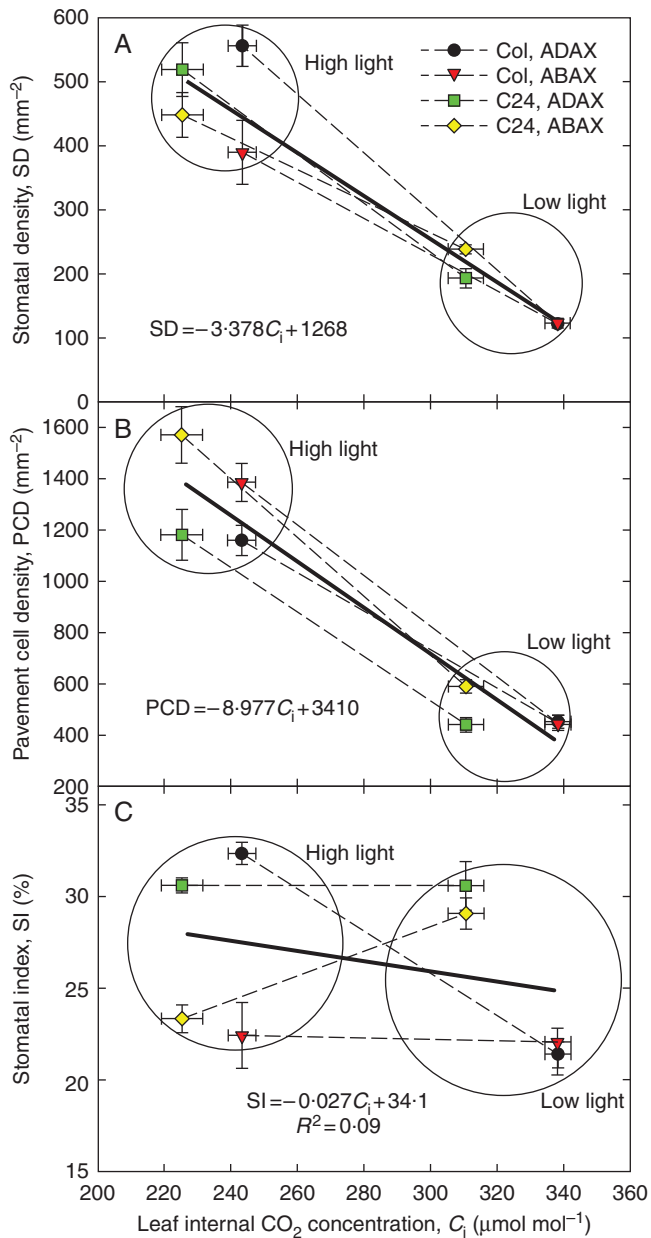 A
600
500
400
300
200
100
0
Stomatal density, SD (mm⁻²)
High light
Low light
Col, ADAX
Col, ABAX
C24, ADAX
C24, ABAX
SD=−3·378Cᵢ+1268
B
1600
1400
1200
1000
800
600
400
200
Pavement cell density, PCD (mm⁻²)
High light
Low light
PCD=−8·977Cᵢ+3410
C
35
30
25
20
15
Stomatal index, SI (%)
High light
Low light
SI=−0·027Cᵢ+34·1
R²=0·09
200 220 240 260 280 300 320 340 360
Leaf internal CO₂ concentration, Cᵢ (μmol mol⁻¹)